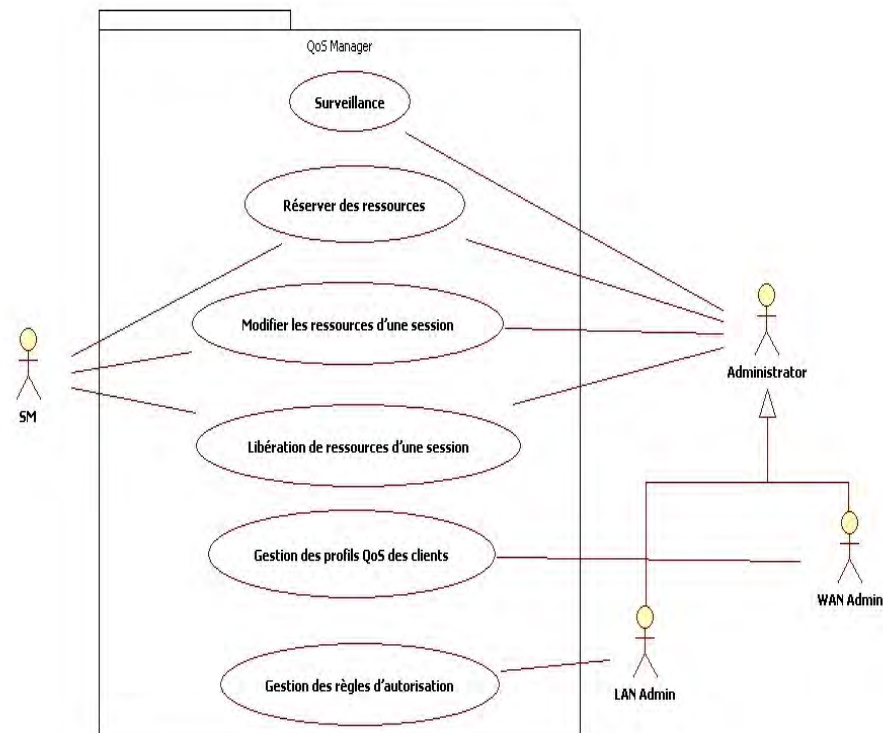 QoS Manager
Surveillance
Réserver des ressources
Modifier les ressources d'une session
Administrator
SM
Libération de ressources d'une session
Gestion des profils QoS des clients
WAN Admin
Gestion des règles d'autorisation
LAN Admin